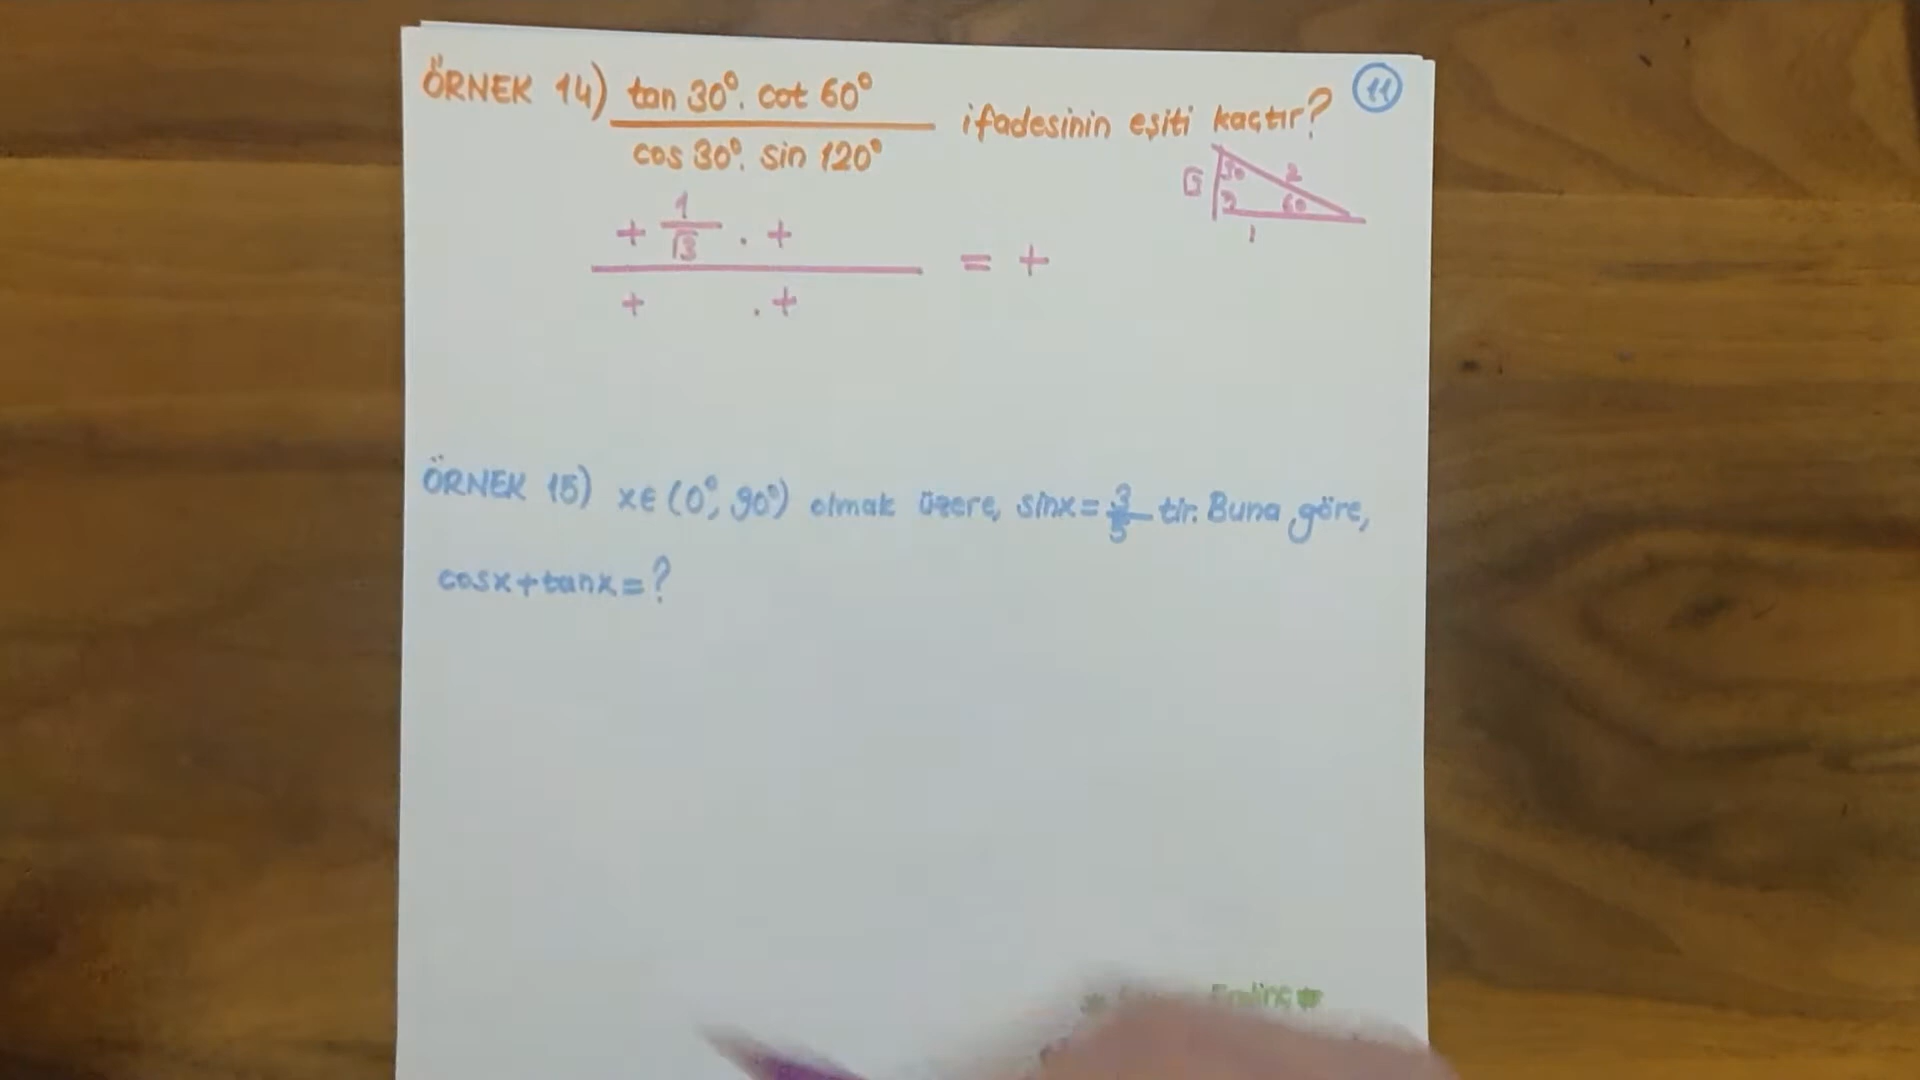 ÖRNEK 14) tan 30°. cot 60° ifadesinin eşiti kaçtır? 11
cos 30°. sin 120°
√3 30 2
60
1
+ 1/√3 . + = +
+ . +
ÖRNEK 15) x∈(0°, 90°) olmak üzere, sinx=3/5 tir. Buna göre,
cosx+tanx=?